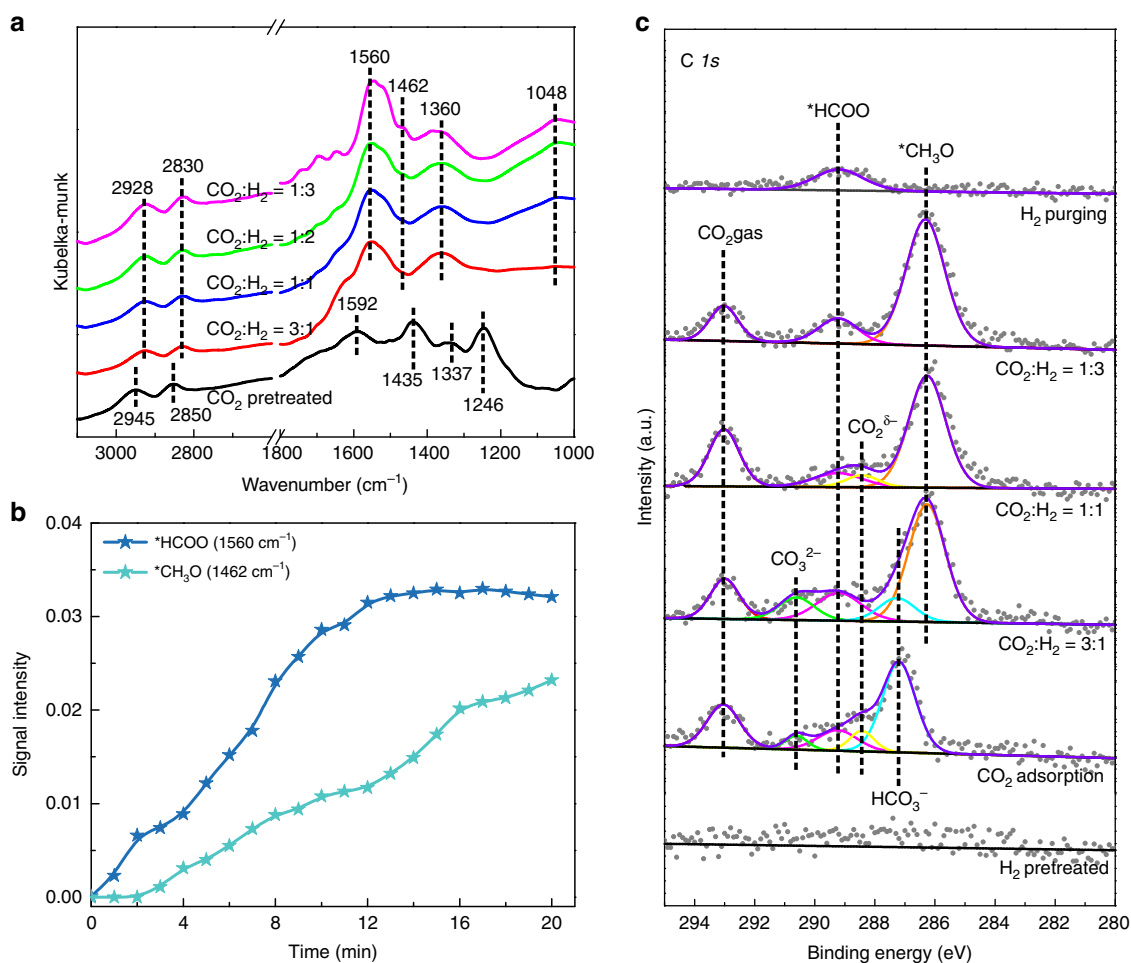 a
1560
1462
1360
1048
2928
2830
CO₂:H₂ = 1:3
CO₂:H₂ = 1:2
CO₂:H₂ = 1:1
CO₂:H₂ = 3:1
1592
1435
1337
1246
CO₂ pretreated
2945
2850
Kubelka-munk
3000 2800 1800 1600 1400 1200 1000
Wavenumber (cm⁻¹)
b
*HCOO (1560 cm⁻¹)
*CH₃O (1462 cm⁻¹)
0.04
0.03
0.02
0.01
0.00
Signal intensity
0 4 8 12 16 20
Time (min)
c
C 1s
*HCOO
*CH₃O
H₂ purging
CO₂gas
CO₂:H₂ = 1:3
CO₂^δ⁻
CO₂:H₂ = 1:1
CO₃²⁻
CO₂:H₂ = 3:1
CO₂ adsorption
HCO₃⁻
H₂ pretreated
Intensity (a.u.)
294 292 290 288 286 284 282 280
Binding energy (eV)